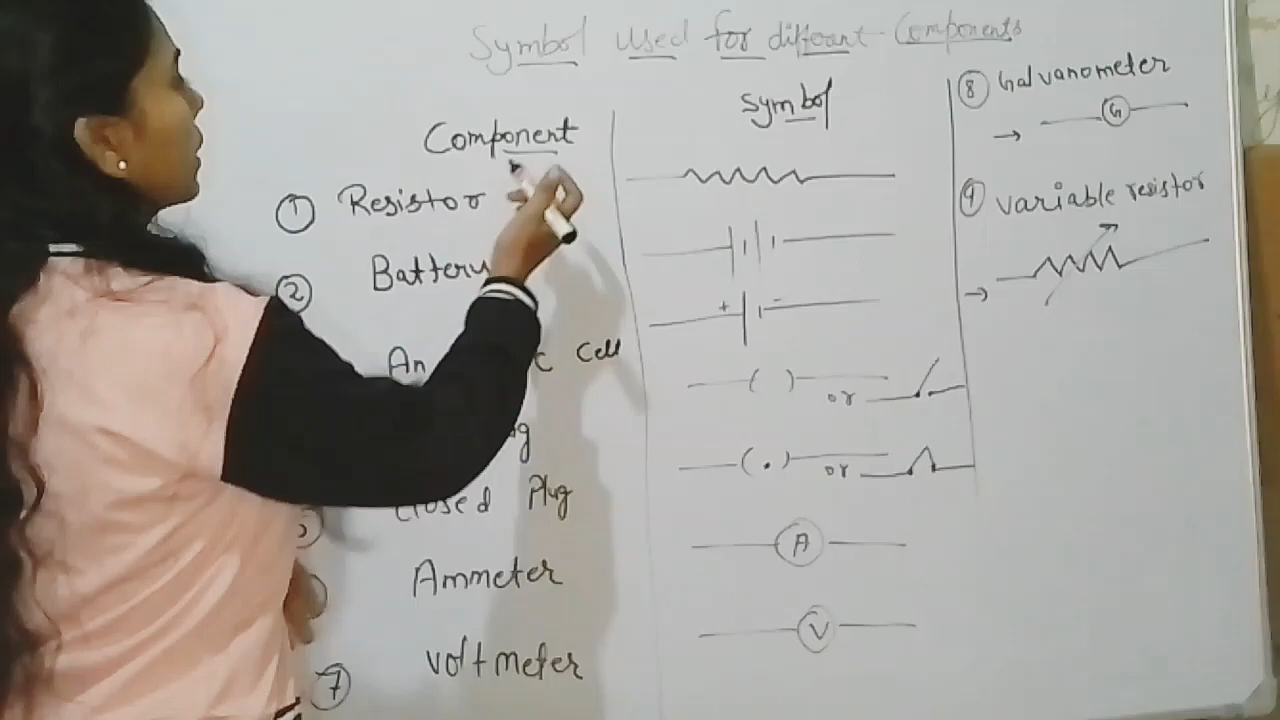 Symbol used for different Components
Component
Symbol
① Resistor
② Battery
An c Cell
+ -
or
g
Closed Plug
or
Ammeter
A
⑦ voltmeter
V
⑧ Galvanometer
→ G
⑨ variable resistor
→